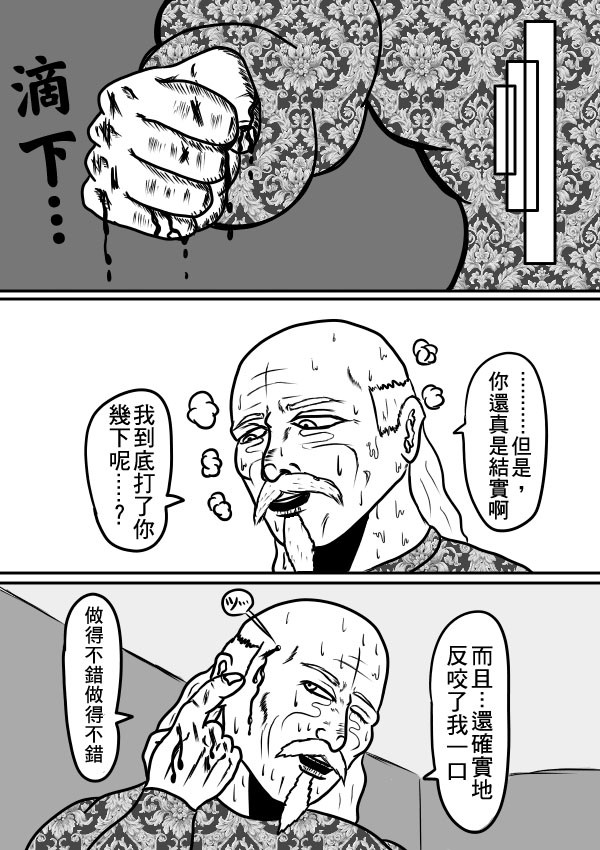 滴下…
…………但是，
你還真是結實啊
我到底打了你
幾下呢……？
ツ…
而且…還確實地
反咬了我一口
做得不錯做得不錯